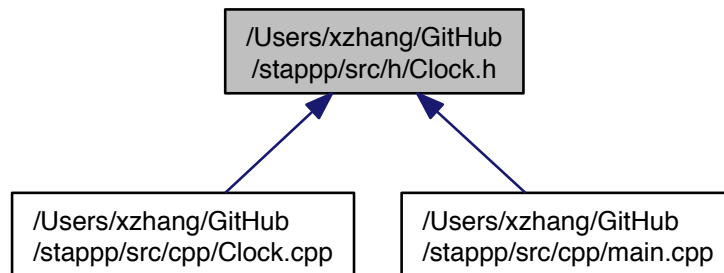 /Users/xzhang/GitHub
/stappp/src/h/Clock.h
/Users/xzhang/GitHub
/stappp/src/cpp/Clock.cpp
/Users/xzhang/GitHub
/stappp/src/cpp/main.cpp